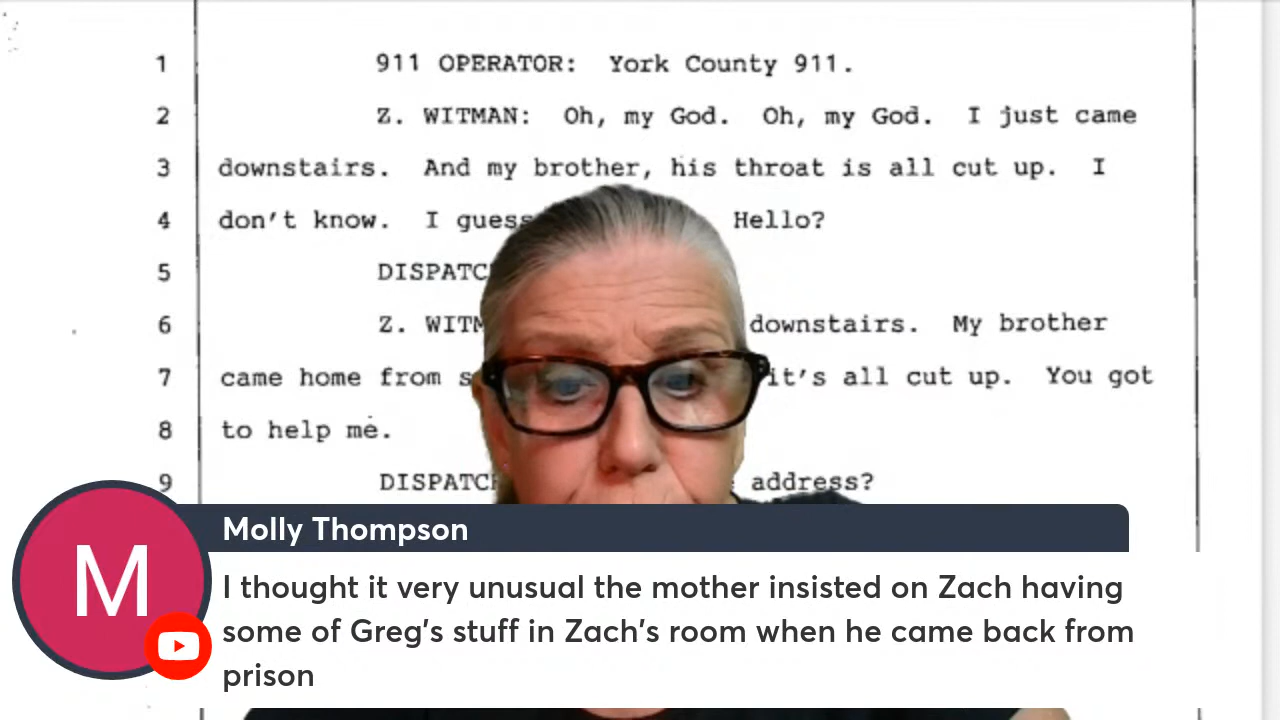 1 911 OPERATOR: York County 911.
2 Z. WITMAN: Oh, my God. Oh, my God. I just came
3 downstairs. And my brother, his throat is all cut up. I
4 don't know. I guess Hello?
5
6 Z. downstairs. My brother
7 came home from it's all cut up. You got
8 to help me.
9 address?
M
Molly Thompson
I thought it very unusual the mother insisted on Zach having
some of Greg's stuff in Zach's room when he came back from
prison